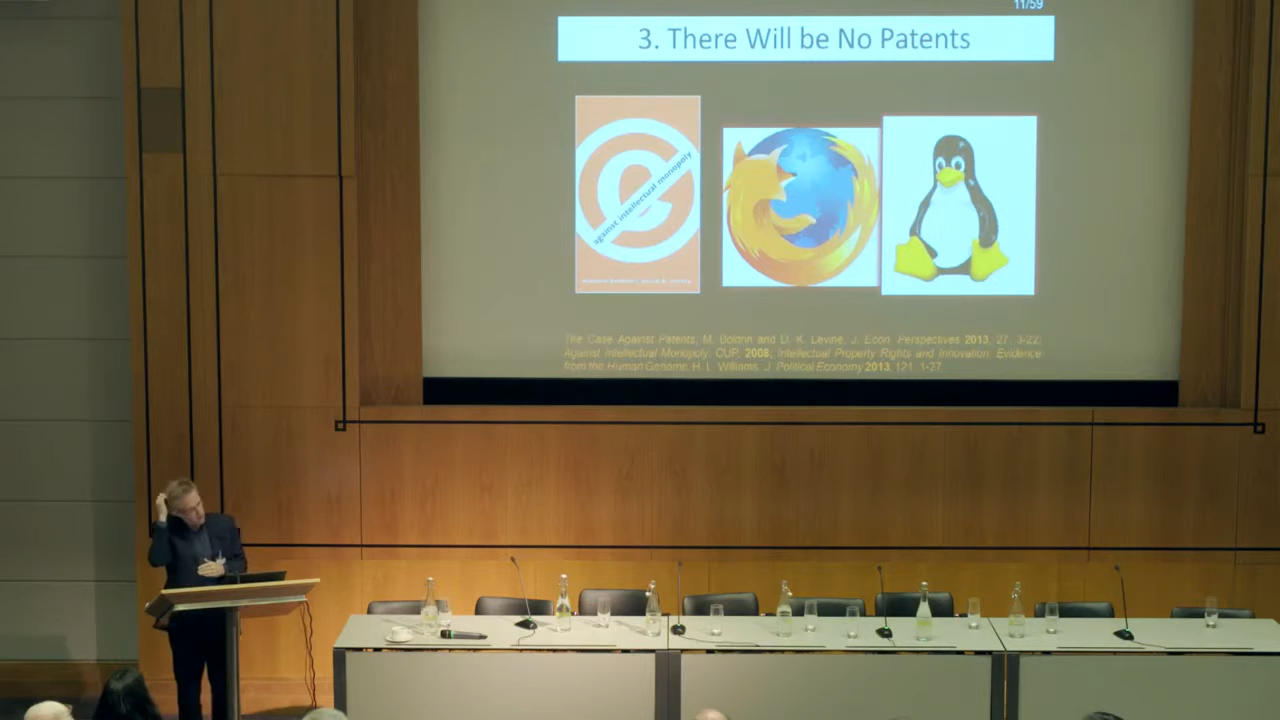 11/59
3. There Will be No Patents
against intellectual monopoly
The Case Against Patents, M. Boldrin and D. K. Levine, J. Econ. Perspectives 2013, 27, 3-22;
Against Intellectual Monopoly, CUP, 2008; Intellectual Property Rights and Innovation: Evidence
from the Human Genome, H. L. Williams, J. Political Economy 2013, 121, 1-27.